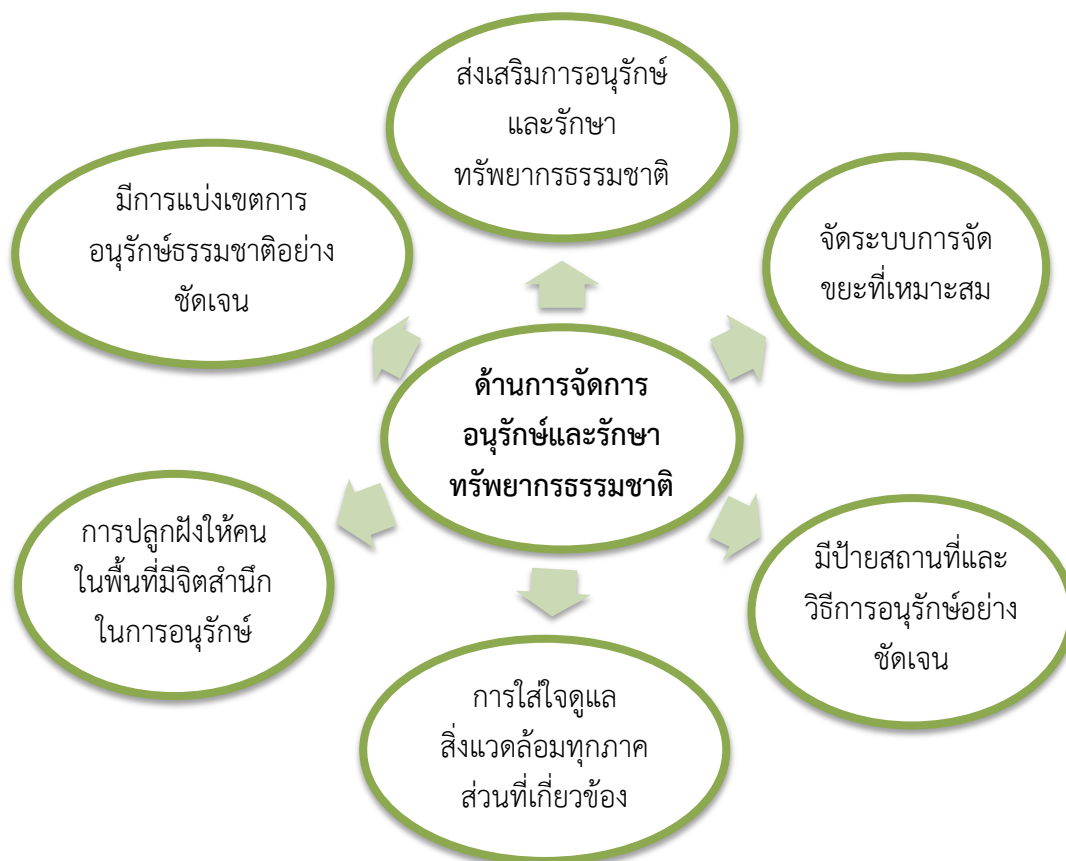 ส่งเสริมการอนุรักษ์
และรักษา
ทรัพยากรธรรมชาติ
มีการแบ่งเขตการ
อนุรักษ์ธรรมชาติอย่าง
ชัดเจน
จัดระบบการจัด
ขยะที่เหมาะสม
ด้านการจัดการ
อนุรักษ์และรักษา
ทรัพยากรธรรมชาติ
การปลูกฝังให้คน
ในพื้นที่มีจิตสำนึก
ในการอนุรักษ์
มีป้ายสถานที่และ
วิธีการอนุรักษ์อย่าง
ชัดเจน
การใส่ใจดูแล
สิ่งแวดล้อมทุกภาค
ส่วนที่เกี่ยวข้อง